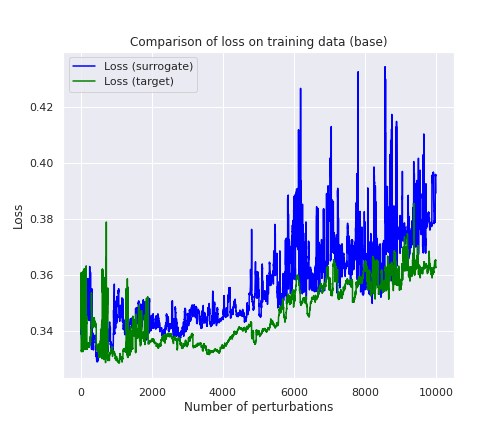 Comparison of loss on training data (base)
Loss (surrogate)
Loss (target)
0.42
0.40
0.38
0.36
0.34
Loss
0 2000 4000 6000 8000 10000
Number of perturbations